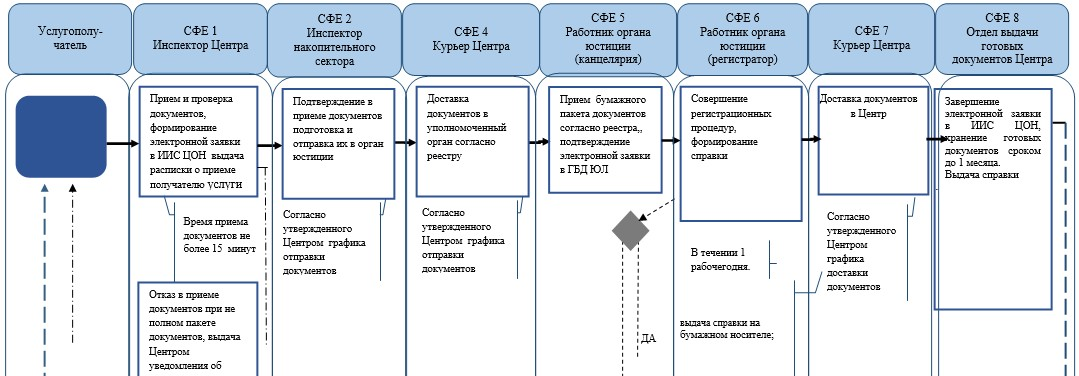 Услугополу-
чатель
СФЕ 1
Инспектор Центра
СФЕ 2
Инспектор
накопительного
сектора
СФЕ 4
Курьер Центра
СФЕ 5
Работник органа
юстиции
(канцелярия)
СФЕ 6
Работник органа
юстиции
(регистратор)
СФЕ 7
Курьер Центра
СФЕ 8
Отдел выдачи
готовых
документов Центра
Прием и проверка
документов,
формирование
электронной заявки
в ИИС ЦОН выдача
расписки о приеме
получателю услуги
Подтверждение в
приеме документов
подготовка и
отправка их в орган
юстиции
Доставка
документов в
уполномоченный
орган согласно
реестру
Прием бумажного
пакета документов
согласно реестра,,
подтверждение
электронной заявки
в ГБД ЮЛ
Совершение
регистрационных
процедур,
формирование
справки
Доставка документов
в Центр
Завершение
электронной заявки
в ИИС ЦОН,
хранение готовых
документов сроком
до 1 месяца.
Выдача справки
Время приема
документов не
более 15 минут
Согласно
утвержденного
Центром графика
отправки
документов
Согласно
утвержденного
Центром графика
отправки
документов
В течении 1
рабочегодня.
Согласно
утвержденного
Центром
графика
доставки
документов
Отказ в приеме
документов при не
полном пакете
документов, выдача
Центром
уведомления об
ДА
выдача справки на
бумажном носителе;